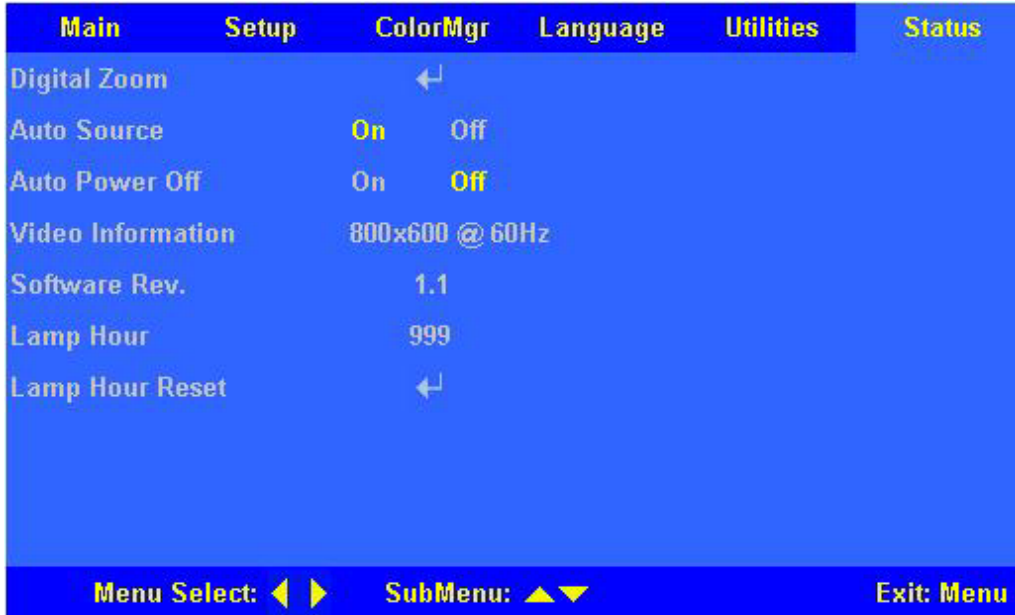 Main Setup ColorMgr Language Utilities Status
Digital Zoom
Auto Source On Off
Auto Power Off On Off
Video Information 800x600 @ 60Hz
Software Rev. 1.1
Lamp Hour 999
Lamp Hour Reset
Menu Select: SubMenu: Exit: Menu